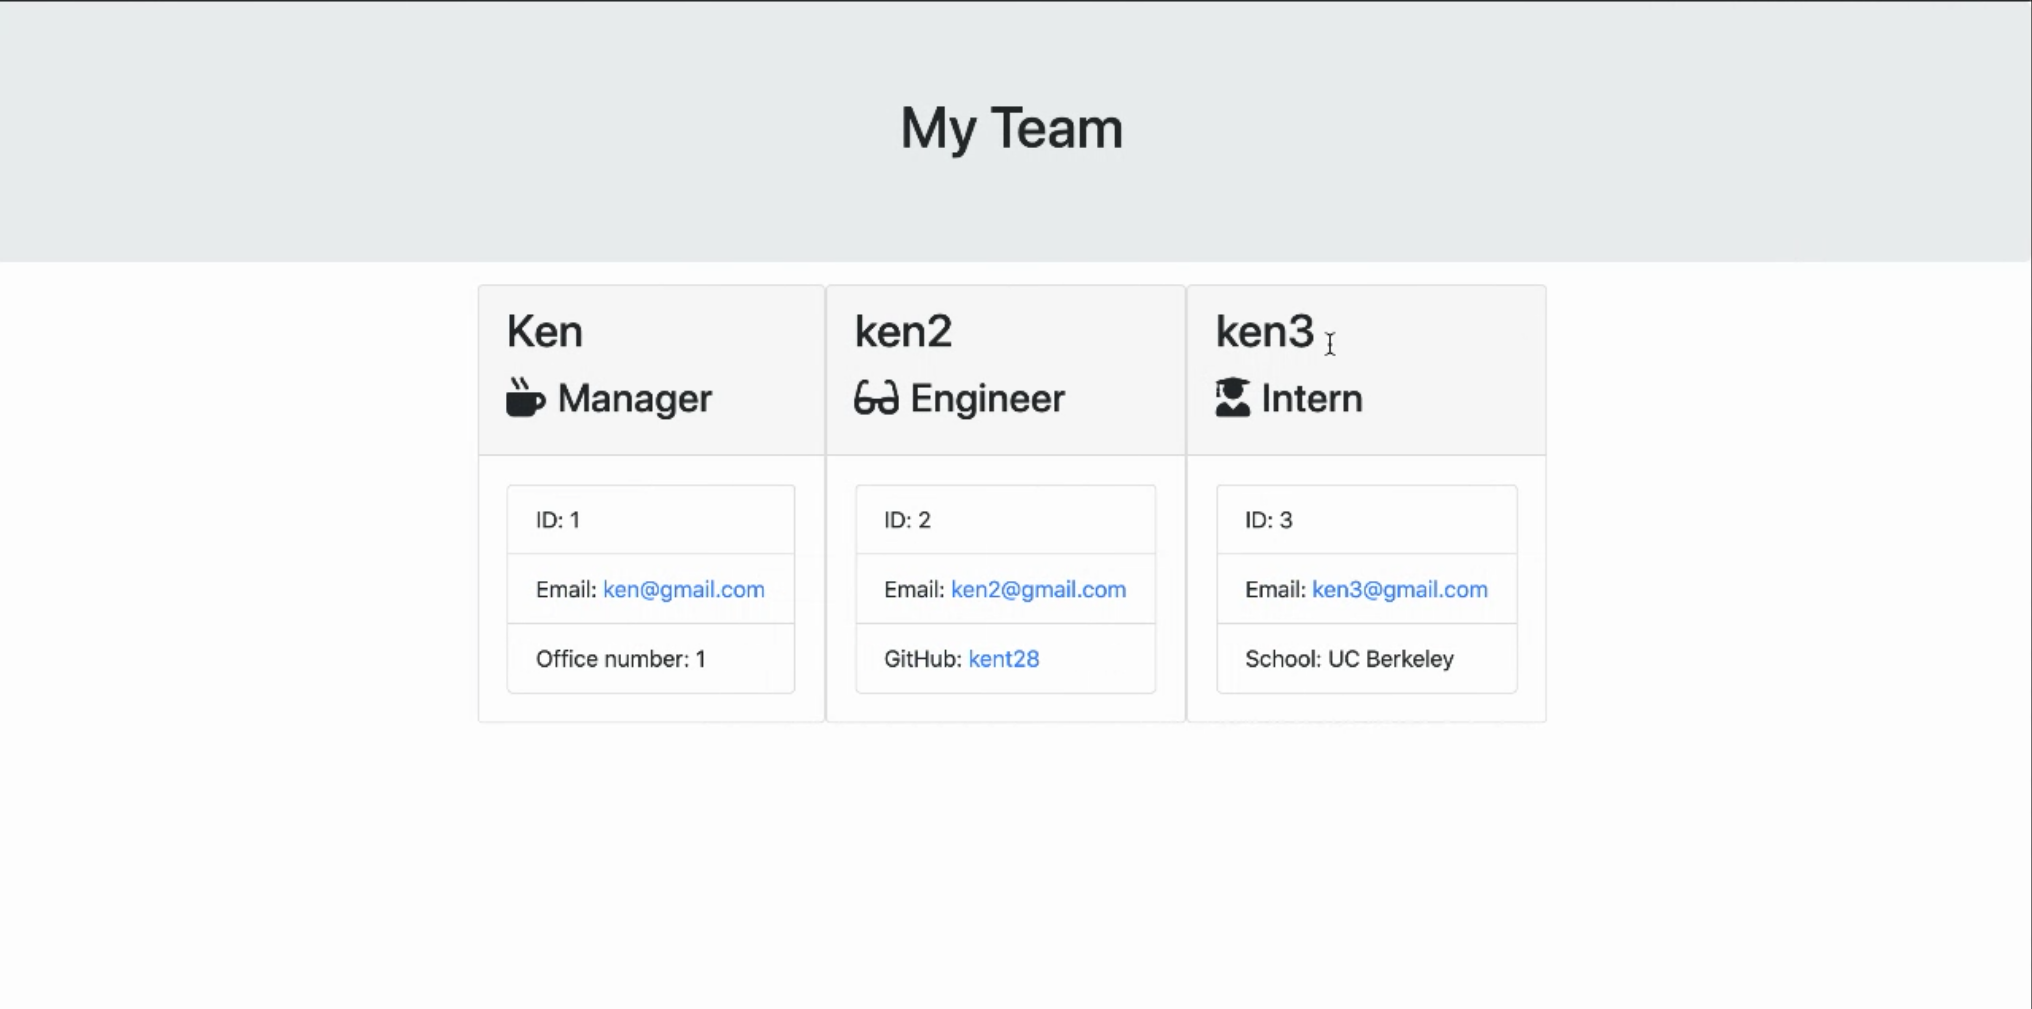 My Team
Ken
Manager
ID: 1
Email: ken@gmail.com
Office number: 1
ken2
Engineer
ID: 2
Email: ken2@gmail.com
GitHub: kent28
ken3
Intern
ID: 3
Email: ken3@gmail.com
School: UC Berkeley